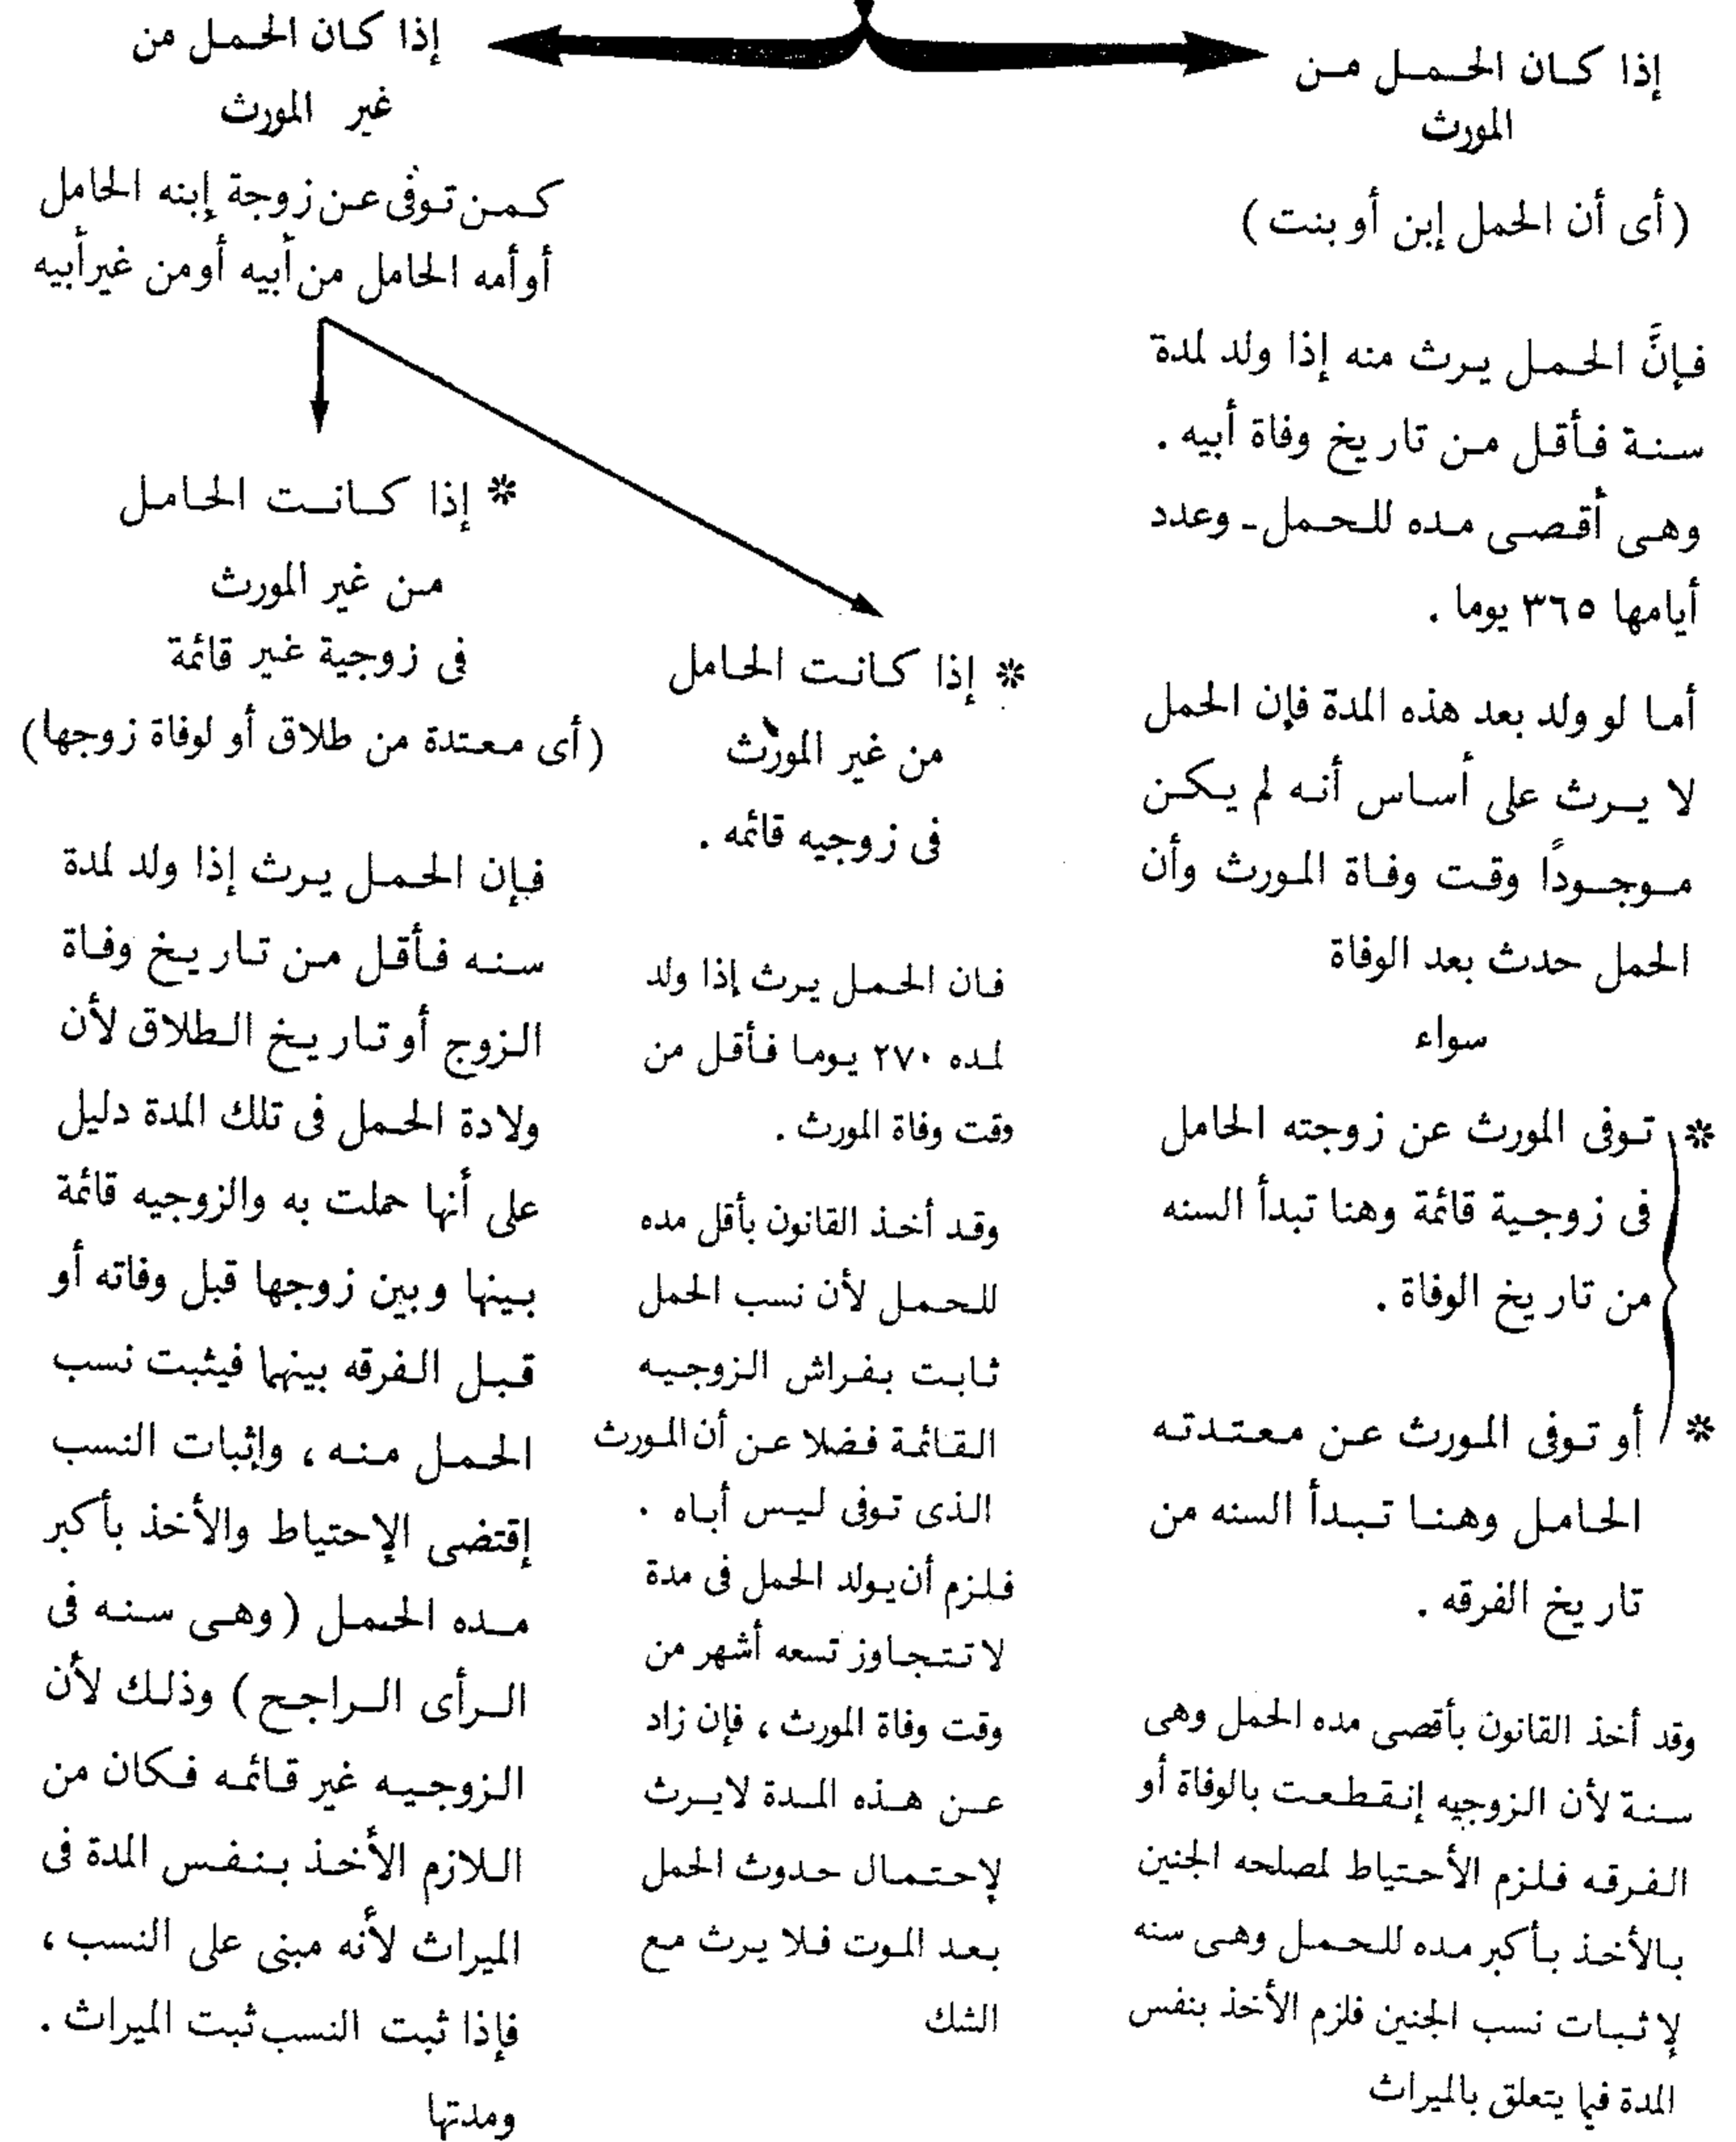 إذا كان الحمل من
المورث
(أى أن الحمل إبن أو بنت)
فإنَّ الحمل يرث منه إذا ولد لمدة
سنة فأقل من تاريخ وفاة أبيه .
وهى أقصى مده للحمل - وعدد
أيامها ٣٦٥ يوما .
أما لو ولد بعد هذه المدة فإن الحمل
لا يرث على أساس أنه لم يكن
موجودًا وقت وفاة المورث وأن
الحمل حدث بعد الوفاة
سواء
* توفى المورث عن زوجته الحامل
فى زوجية قائمة وهنا تبدأ السنه
من تاريخ الوفاة .
* أو توفى المورث عن معتدته
الحامل وهنا تبدأ السنه من
تاريخ الفرقه .
وقد أخذ القانون بأقصى مده الحمل وهى
سنة لأن الزوجيه إنقطعت بالوفاة أو
الفرقه فلزم الأحتياط لمصلحه الجنين
بالأخذ بأكبر مده للحمل وهى سنه
لإثبات نسب الجنين فلزم الأخذ بنفس
المدة فيما يتعلق بالميراث
إذا كان الحمل من
غير المورث
كمن توفى عن زوجة إبنه الحامل
أو أمه الحامل من أبيه أو من غير أبيه
* إذا كانت الحامل
من غير المورث
فى زوجيه قائمه .
فان الحمل يرث إذا ولد
لمده ٢٧٠ يوما فأقل من
وقت وفاة المورث .
وقد أخذ القانون بأقل مده
للحمل لأن نسب الحمل
ثابت بفراش الزوجيه
القائمة فضلا عن أن المورث
الذى توفى ليس أباه .
فلزم أن يولد الحمل فى مدة
لا تتجاوز تسعه أشهر من
وقت وفاة المورث ، فإن زاد
عن هذه المدة لايرث
لإحتمال حدوث الحمل
بعد الموت فلا يرث مع
الشك
* إذا كانت الحامل
من غير المورث
فى زوجية غير قائمة
(أى معتدة من طلاق أو لوفاة زوجها)
فإن الحمل يرث إذا ولد لمدة
سنه فأقل من تاريخ وفاة
الزوج أو تاريخ الطلاق لأن
ولادة الحمل فى تلك المدة دليل
على أنها حملت به والزوجيه قائمة
بينها وبين زوجها قبل وفاته أو
قبل الفرقه بينهما فيثبت نسب
الحمل منه ، وإثبات النسب
إقتضى الإحتياط والأخذ بأكبر
مده الحمل (وهى سنه فى
الرأى الراجح) وذلك لأن
الزوجيه غير قائمه فكان من
اللازم الأخذ بنفس المدة فى
الميراث لأنه مبنى على النسب ،
فإذا ثبت النسب ثبت الميراث .
ومدتها